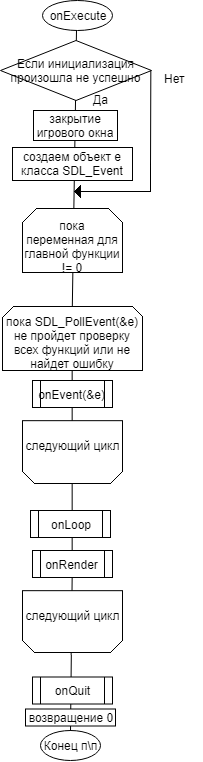 onExecute
Если инициализация
произошла не успешно
Нет
Да
закрытие
игрового окна
создаем объект е
класса SDL_Event
пока
переменная для
главной функции
!= 0
пока SDL_PollEvent(&e)
не пройдет проверку
всех функций или не
найдет ошибку
onEvent(&e)
следующий цикл
onLoop
onRender
следующий цикл
onQuit
возвращение 0
Конец п\п